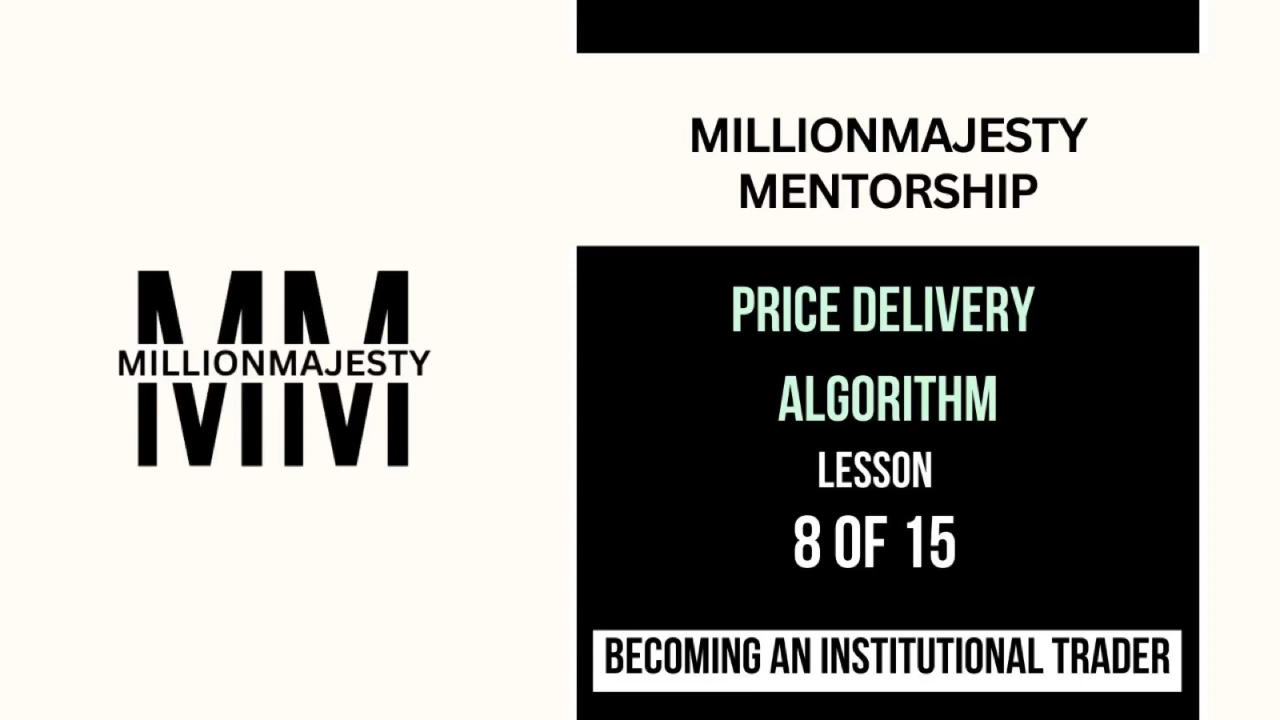 MILLIONMAJESTY
MENTORSHIP
MM
MILLIONMAJESTY
PRICE DELIVERY
ALGORITHM
LESSON
8 OF 15
BECOMING AN INSTITUTIONAL TRADER